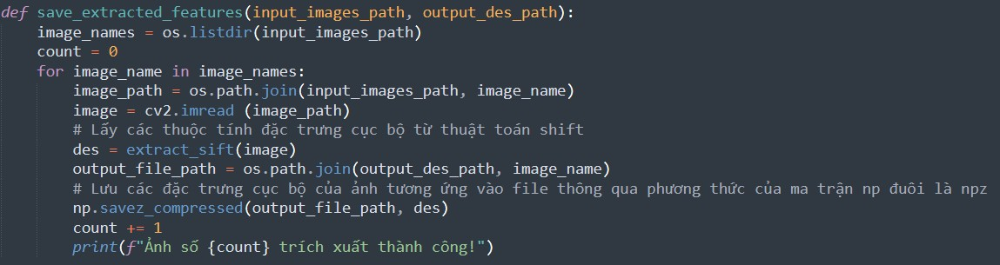 def save_extracted_features(input_images_path, output_des_path):
    image_names = os.listdir(input_images_path)
    count = 0
    for image_name in image_names:
        image_path = os.path.join(input_images_path, image_name)
        image = cv2.imread (image_path)
        # Lấy các thuộc tính đặc trưng cục bộ từ thuật toán shift
        des = extract_sift(image)
        output_file_path = os.path.join(output_des_path, image_name)
        # Lưu các đặc trưng cục bộ của ảnh tương ứng vào file thông qua phương thức của ma trận np đuôi là npz
        np.savez_compressed(output_file_path, des)
        count += 1
        print(f"Ảnh số {count} trích xuất thành công!")